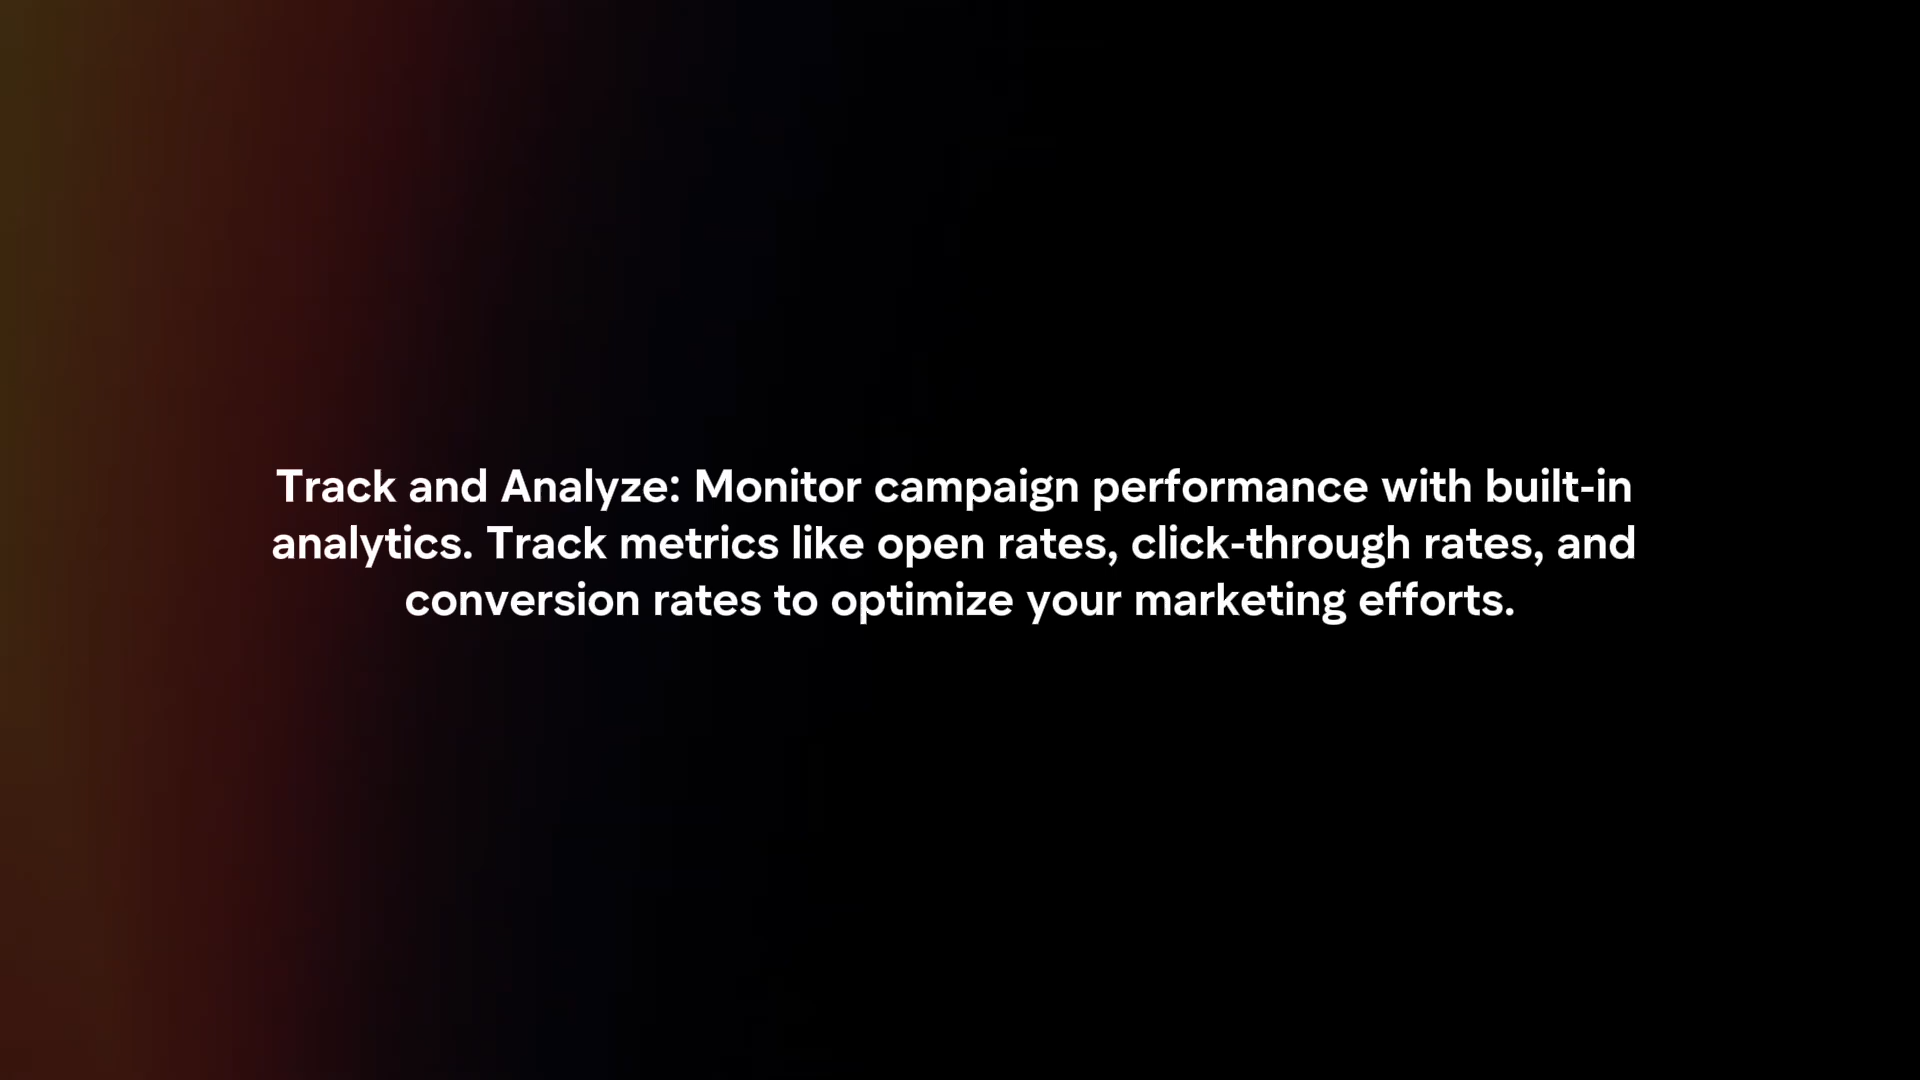 Track and Analyze: Monitor campaign performance with built-in
analytics. Track metrics like open rates, click-through rates, and
conversion rates to optimize your marketing efforts.